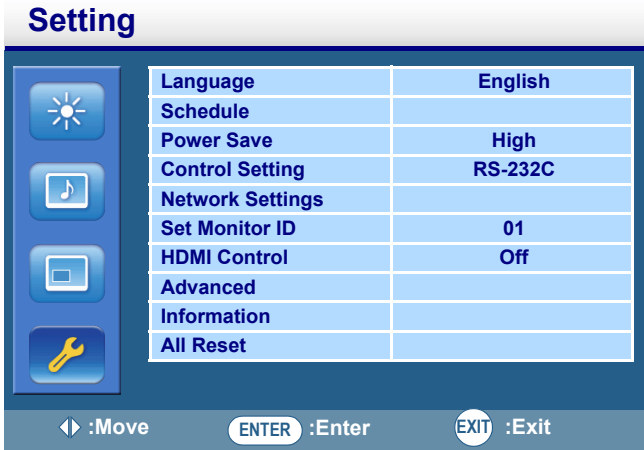 Setting
Language English
Schedule
Power Save High
Control Setting RS-232C
Network Settings
Set Monitor ID 01
HDMI Control Off
Advanced
Information
All Reset
:Move ENTER :Enter EXIT :Exit